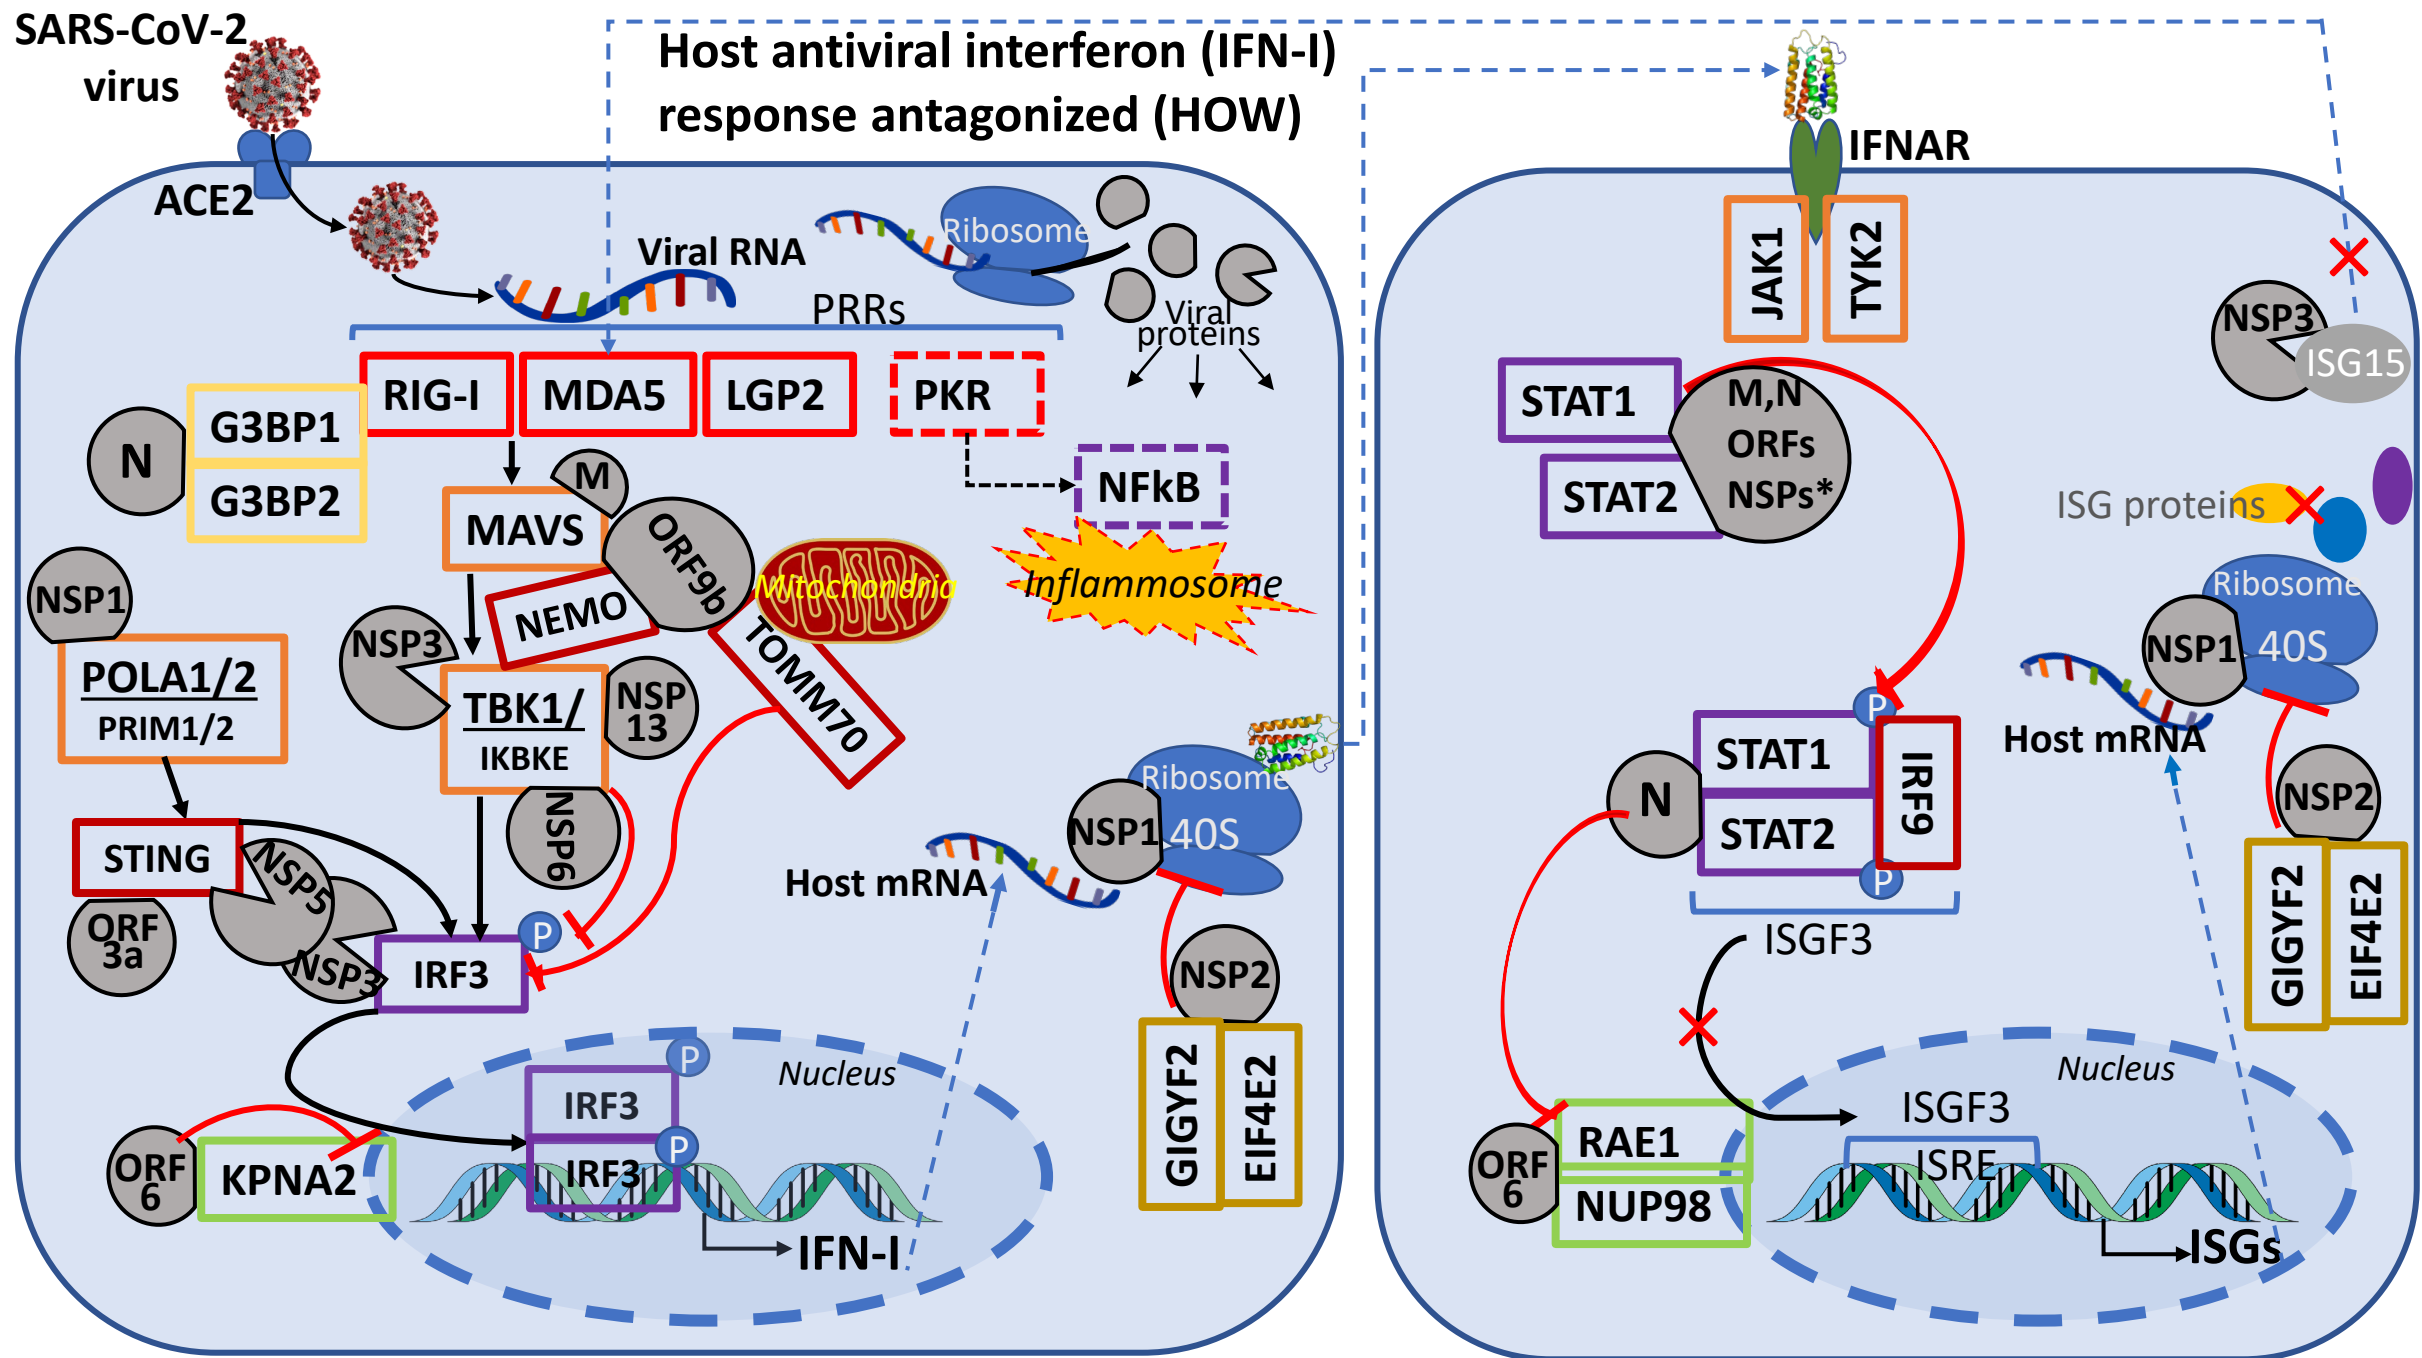 SARS-CoV-2
virus
Host antiviral interferon (IFN-I)
response antagonized (HOW)
ACE2
Viral RNA
Ribosome
PRRs
Viral
proteins
RIG-I
MDA5
LGP2
PKR
N
G3BP1
G3BP2
M
MAVS
ORF9b
NFkB
Mitochondria
Inflammosome
NSP1
NEMO
NSP3
TOMM70
POLA1/2
PRIM1/2
TBK1/
IKBKE
NSP
13
NSP6
STING
NSP5
ORF
3a
NSP3
P
IRF3
Ribosome
40S
NSP1
Host mRNA
NSP2
GIGYF2
EIF4E2
Nucleus
P
IRF3
P
IRF3
ORF
6
KPNA2
IFN-I
IFNAR
JAK1
TYK2
NSP3
ISG15
STAT1
STAT2
M,N
ORFs
NSPs*
ISG proteins
Ribosome
40S
NSP1
Host mRNA
P
STAT1
STAT2
IRF9
N
P
NSP2
GIGYF2
EIF4E2
ISGF3
Nucleus
ISGF3
ISRE
ORF
6
RAE1
NUP98
ISGs